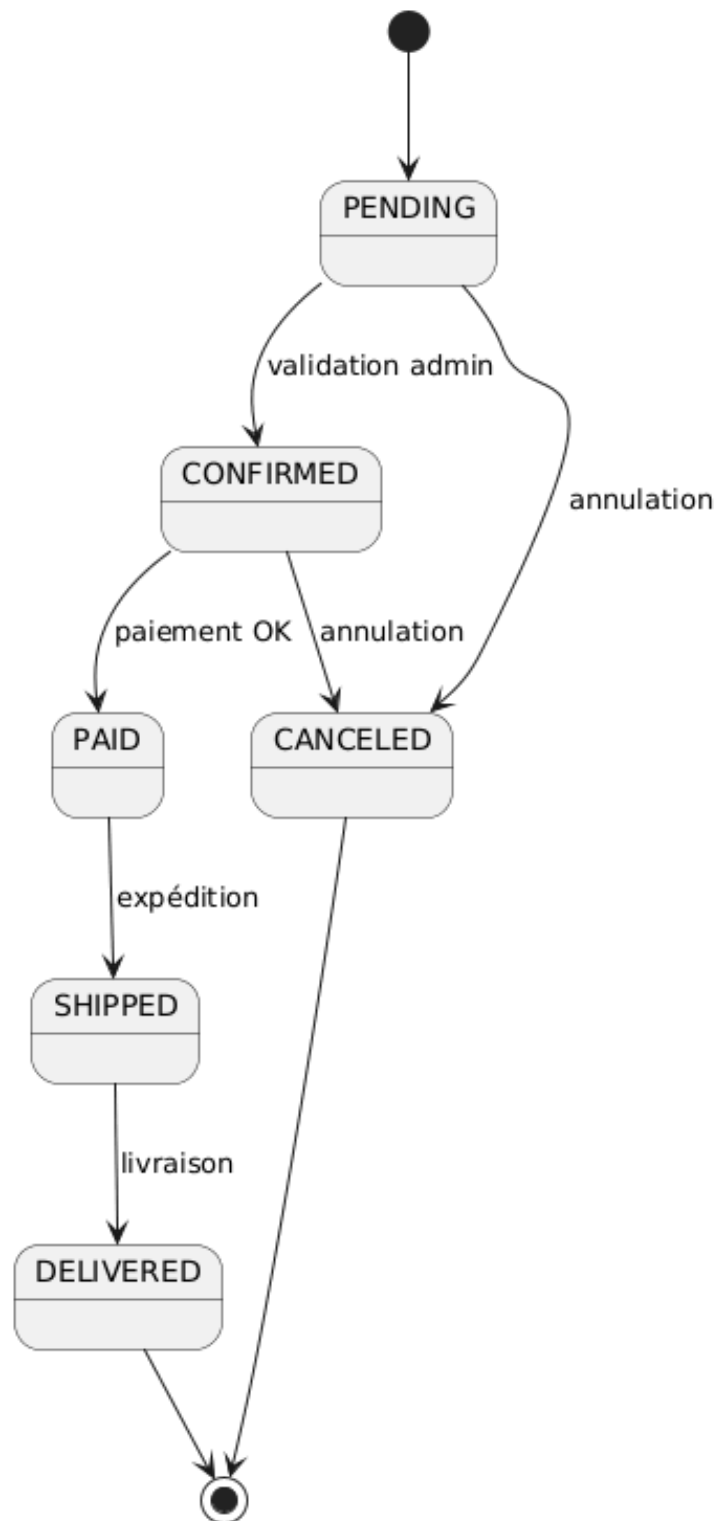 PENDING
validation admin
CONFIRMED
annulation
paiement OK
annulation
PAID
CANCELED
expédition
SHIPPED
livraison
DELIVERED